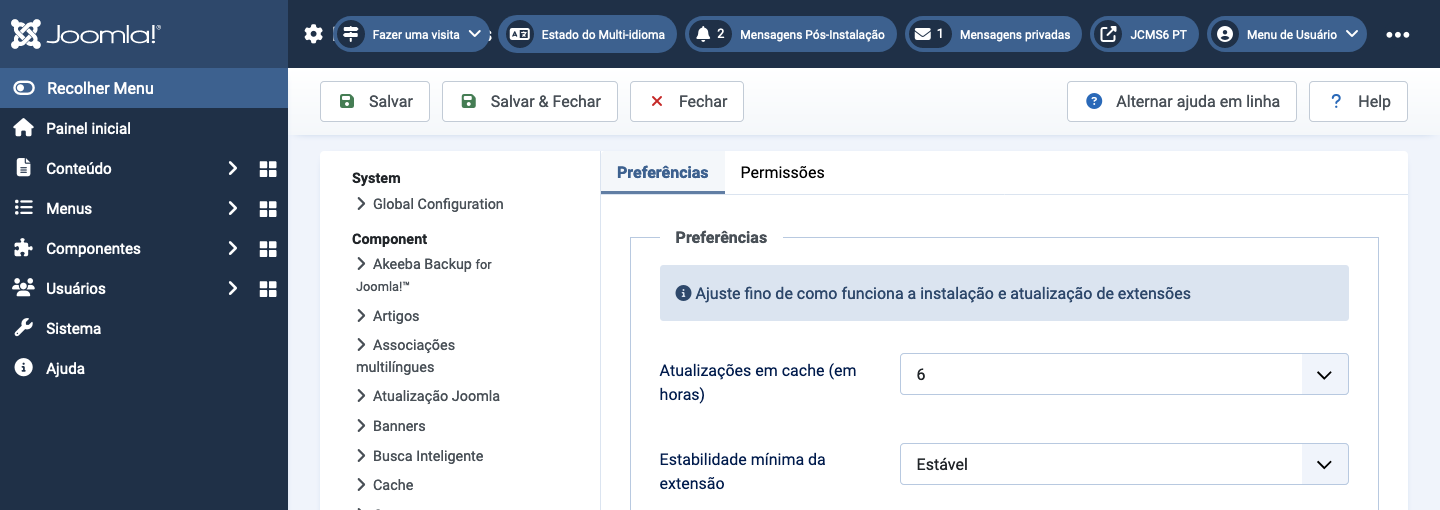 Joomla!®
Fazer uma visita
Estado do Multi-idioma
2 Mensagens Pós-Instalação
1 Mensagens privadas
JCMS6 PT
Menu de Usuário
Recolher Menu
Painel inicial
Conteúdo
Menus
Componentes
Usuários
Sistema
Ajuda
Salvar
Salvar & Fechar
Fechar
Alternar ajuda em linha
? Help
System
Global Configuration
Component
Akeeba Backup for
Joomla!™
Artigos
Associações
multilíngues
Atualização Joomla
Banners
Busca Inteligente
Cache
Preferências
Permissões
Preferências
Ajuste fino de como funciona a instalação e atualização de extensões
Atualizações em cache (em
horas)
6
Estabilidade mínima da
extensão
Estável